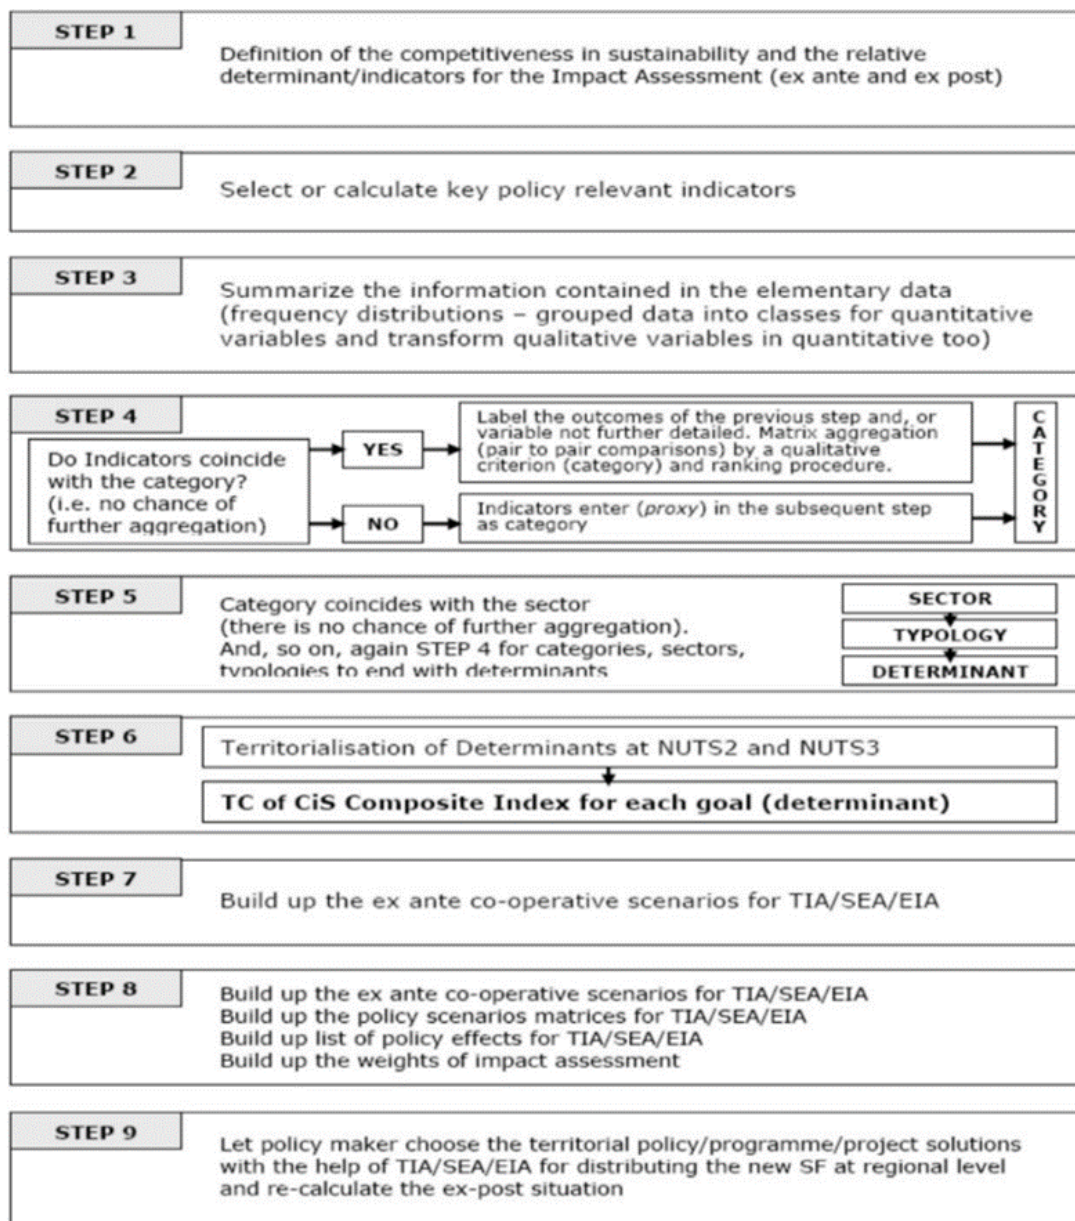 STEP 1
Definition of the competitiveness in sustainability and the relative
determinant/indicators for the Impact Assessment (ex ante and ex post)
STEP 2
Select or calculate key policy relevant indicators
STEP 3
Summarize the information contained in the elementary data
(frequency distributions – grouped data into classes for quantitative
variables and transform qualitative variables in quantitative too)
STEP 4
Do Indicators coincide
with the category?
(i.e. no chance of
further aggregation)
YES
Label the outcomes of the previous step and, or
variable not further detailed. Matrix aggregation
(pair to pair comparisons) by a qualitative
criterion (category) and ranking procedure.
NO
Indicators enter (proxy) in the subsequent step
as category
CATEGORY
STEP 5
Category coincides with the sector
(there is no chance of further aggregation).
And, so on, again STEP 4 for categories, sectors,
typologies to end with determinants
SECTOR
TYPOLOGY
DETERMINANT
STEP 6
Territorialisation of Determinants at NUTS2 and NUTS3
TC of CiS Composite Index for each goal (determinant)
STEP 7
Build up the ex ante co-operative scenarios for TIA/SEA/EIA
STEP 8
Build up the ex ante co-operative scenarios for TIA/SEA/EIA
Build up the policy scenarios matrices for TIA/SEA/EIA
Build up list of policy effects for TIA/SEA/EIA
Build up the weights of impact assessment
STEP 9
Let policy maker choose the territorial policy/programme/project solutions
with the help of TIA/SEA/EIA for distributing the new SF at regional level
and re-calculate the ex-post situation